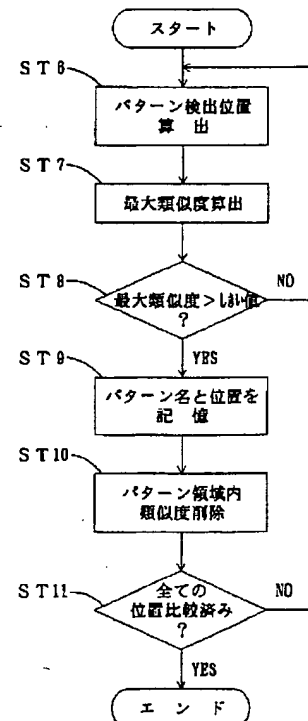 スタート
ST6
パターン検出位置
算出
ST7
最大類似度算出
ST8
最大類似度>しきい値
?
NO
YES
ST9
パターン名と位置を
記憶
ST10
パターン領域内
類似度削除
ST11
全ての
位置比較済み
?
NO
YES
エンド